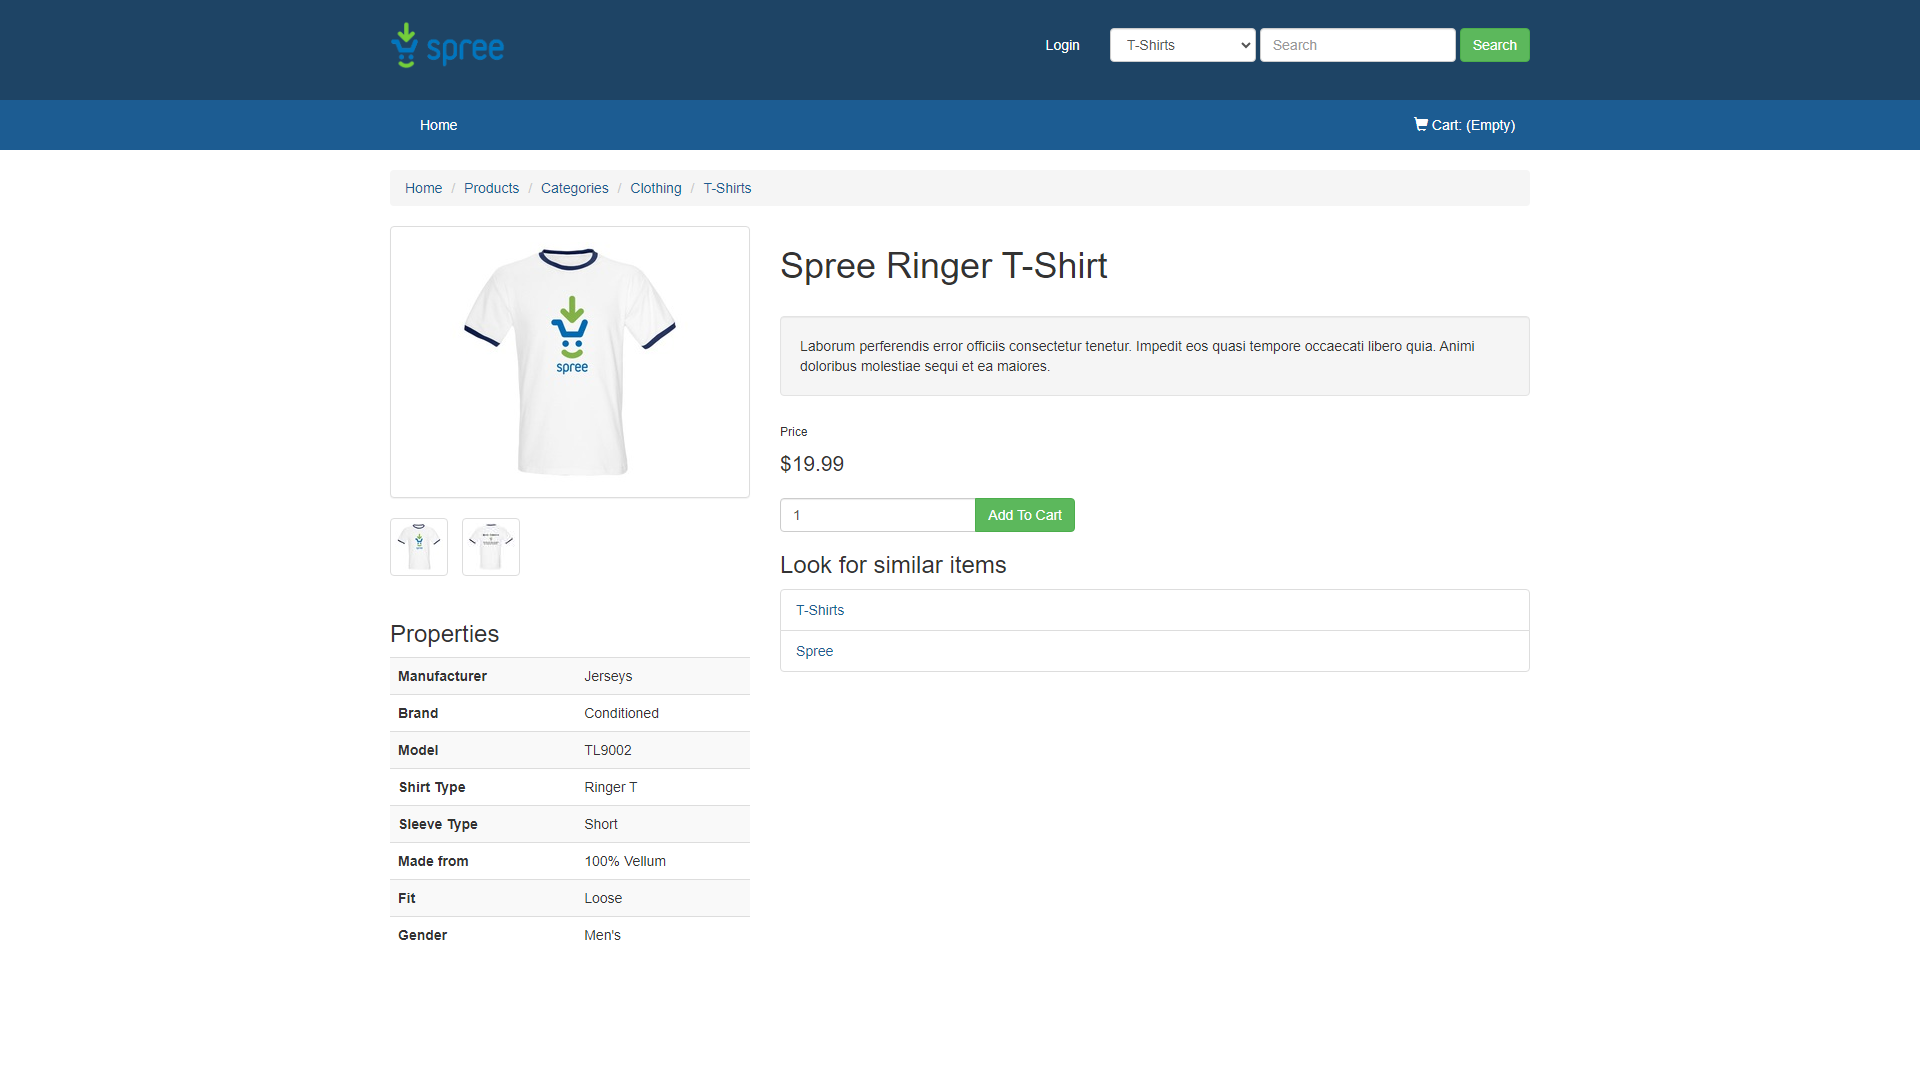 spree
Login
T-Shirts
Search
Search
Home
Cart: (Empty)
Home / Products / Categories / Clothing / T-Shirts
spree
Spree Ringer T-Shirt
Laborum perferendis error officiis consectetur tenetur. Impedit eos quasi tempore occaecati libero quia. Animi
doloribus molestiae sequi et ea maiores.
Price
$19.99
1
Add To Cart
Look for similar items
T-Shirts
Spree
Properties
Manufacturer Jerseys
Brand Conditioned
Model TL9002
Shirt Type Ringer T
Sleeve Type Short
Made from 100% Vellum
Fit Loose
Gender Men's